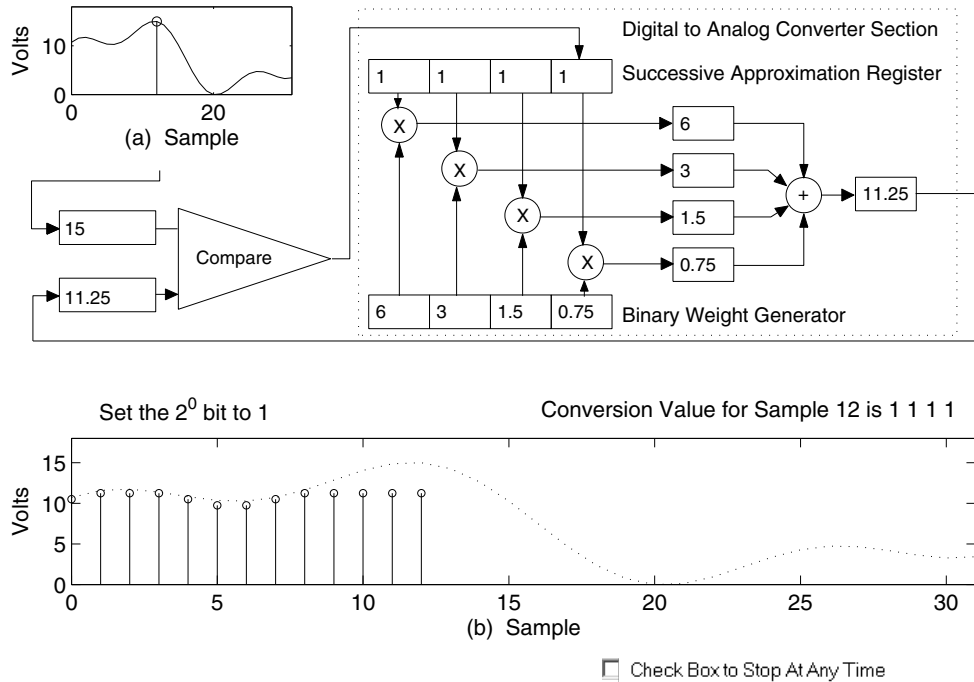 Volts
10
0
0
20
(a) Sample
Digital to Analog Converter Section
1 1 1 1
Successive Approximation Register
X
X
X
X
6
3
1.5
0.75
+
11.25
15
11.25
Compare
6 3 1.5 0.75
Binary Weight Generator
Set the 2⁰ bit to 1
Conversion Value for Sample 12 is 1 1 1 1
Volts
15
10
5
0
0 5 10 15 20 25 30
(b) Sample
Check Box to Stop At Any Time